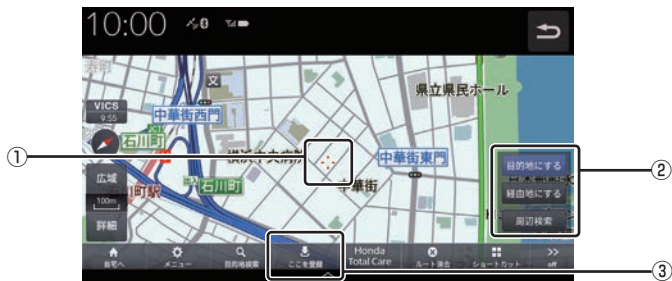 10:00
県立県民ホール
VICS
9:55
文
中華街西門
石川町
①
中華街東門
目的地にする
②
広域
石川町
中華街
経由地にする
100m
詳細
周辺検索
自宅へ
メニュー
目的地検索
ここを登録
Honda
Total Care
ルート消去
ショートカット
off
③